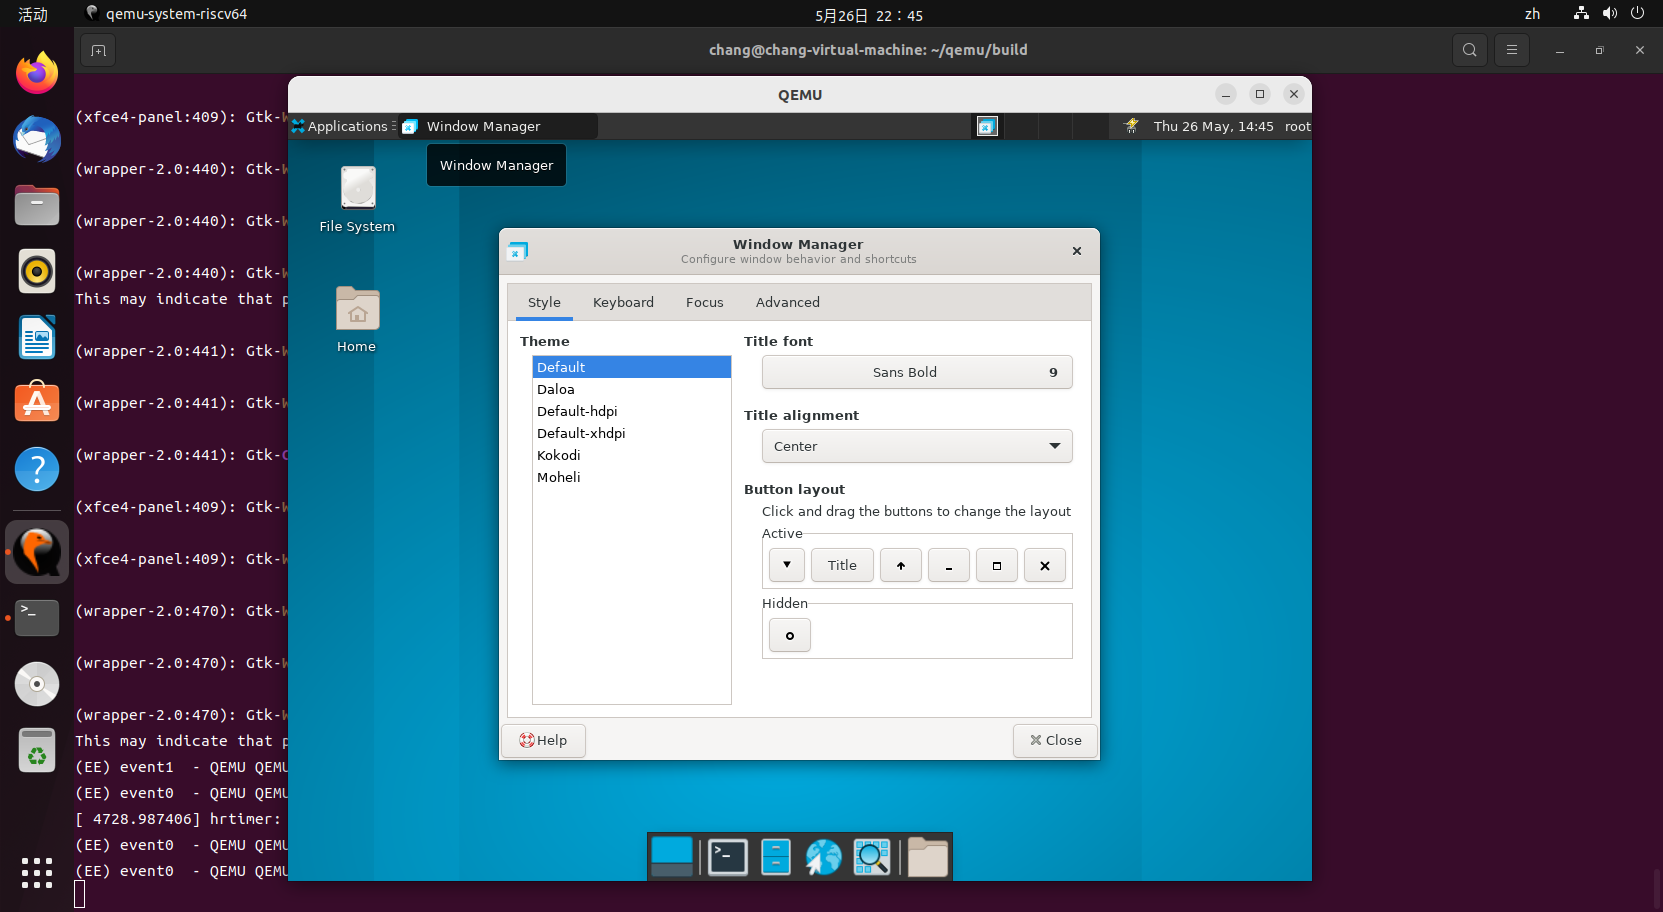 活动
qemu-system-riscv64
5月26日 22：45
zh
chang@chang-virtual-machine: ~/qemu/build
(xfce4-panel:409): Gtk-W
(wrapper-2.0:440): Gtk-W
(wrapper-2.0:440): Gtk-W
(wrapper-2.0:440): Gtk-W
This may indicate that p
(wrapper-2.0:441): Gtk-W
(wrapper-2.0:441): Gtk-W
(wrapper-2.0:441): Gtk-C
(xfce4-panel:409): Gtk-W
(xfce4-panel:409): Gtk-W
(wrapper-2.0:470): Gtk-W
(wrapper-2.0:470): Gtk-W
(wrapper-2.0:470): Gtk-W
This may indicate that p
(EE) event1  - QEMU QEMU
(EE) event0  - QEMU QEMU
[ 4728.987406] hrtimer:
(EE) event0  - QEMU QEMU
(EE) event0  - QEMU QEMU
QEMU
Applications
Window Manager
Thu 26 May, 14:45
root
Window Manager
File System
Home
Window Manager
Configure window behavior and shortcuts
Style
Keyboard
Focus
Advanced
Theme
Default
Daloa
Default-hdpi
Default-xhdpi
Kokodi
Moheli
Title font
Sans Bold 9
Title alignment
Center
Button layout
Click and drag the buttons to change the layout
Active
Title
Hidden
Help
Close